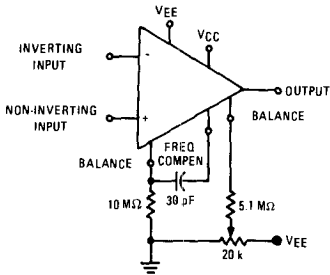 VEE
VCC
INVERTING
INPUT
OUTPUT
NON-INVERTING
INPUT
BALANCE
FREQ
COMPEN
BALANCE
30 pF
10 MΩ
5.1 MΩ
20 k
VEE
-
+